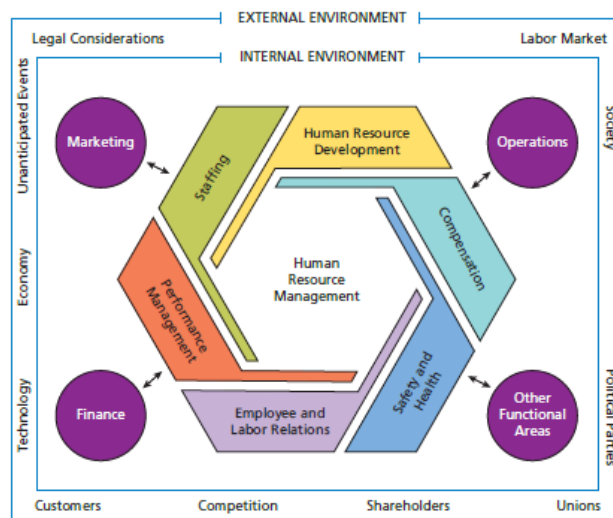 EXTERNAL ENVIRONMENT
Legal Considerations
Labor Market
INTERNAL ENVIRONMENT
Unanticipated Events
Economy
Technology
Marketing
Staffing
Human Resource
Development
Operations
Society
Compensation
Human
Resource
Management
Performance
Management
Finance
Employee and
Labor Relations
Safety and
Health
Other
Functional
Areas
Political Parties
Customers
Competition
Shareholders
Unions